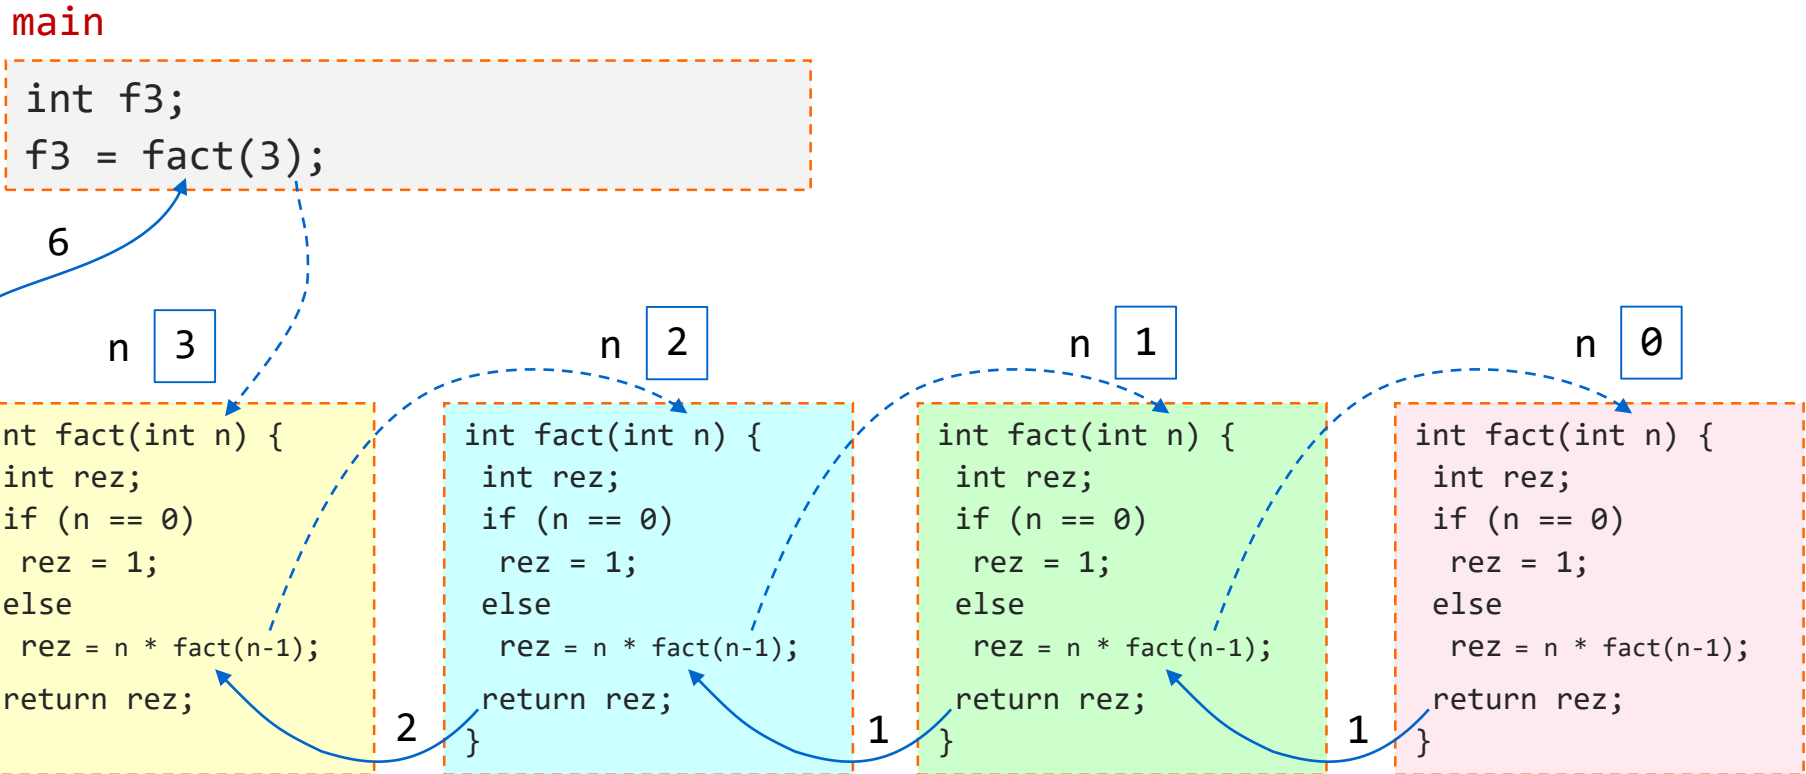 main
int f3;
f3 = fact(3);
6
n 3
n 2
n 1
n 0
nt fact(int n) {
int rez;
if (n == 0)
rez = 1;
else
rez = n * fact(n-1);
return rez;
2
int fact(int n) {
int rez;
if (n == 0)
rez = 1;
else
rez = n * fact(n-1);
return rez;
}
1
int fact(int n) {
int rez;
if (n == 0)
rez = 1;
else
rez = n * fact(n-1);
return rez;
}
1
int fact(int n) {
int rez;
if (n == 0)
rez = 1;
else
rez = n * fact(n-1);
return rez;
}